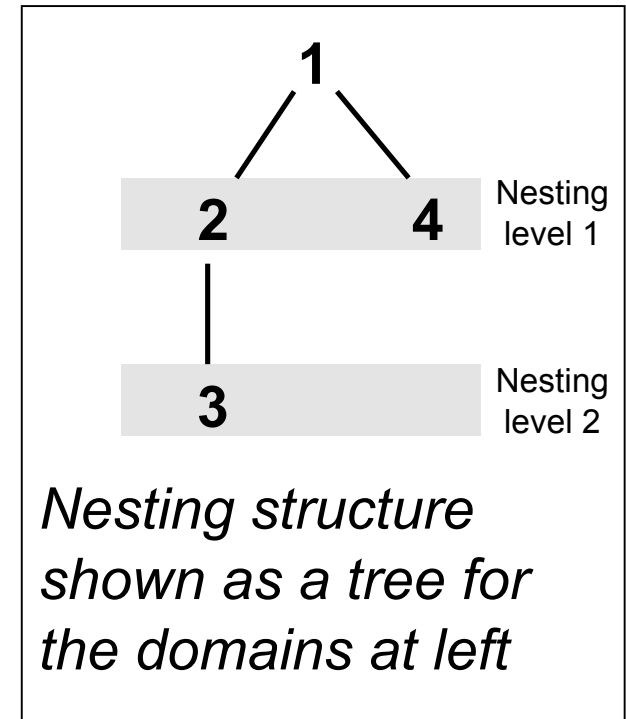 1
2 4
Nesting
level 1
3
Nesting
level 2
Nesting structure
shown as a tree for
the domains at left